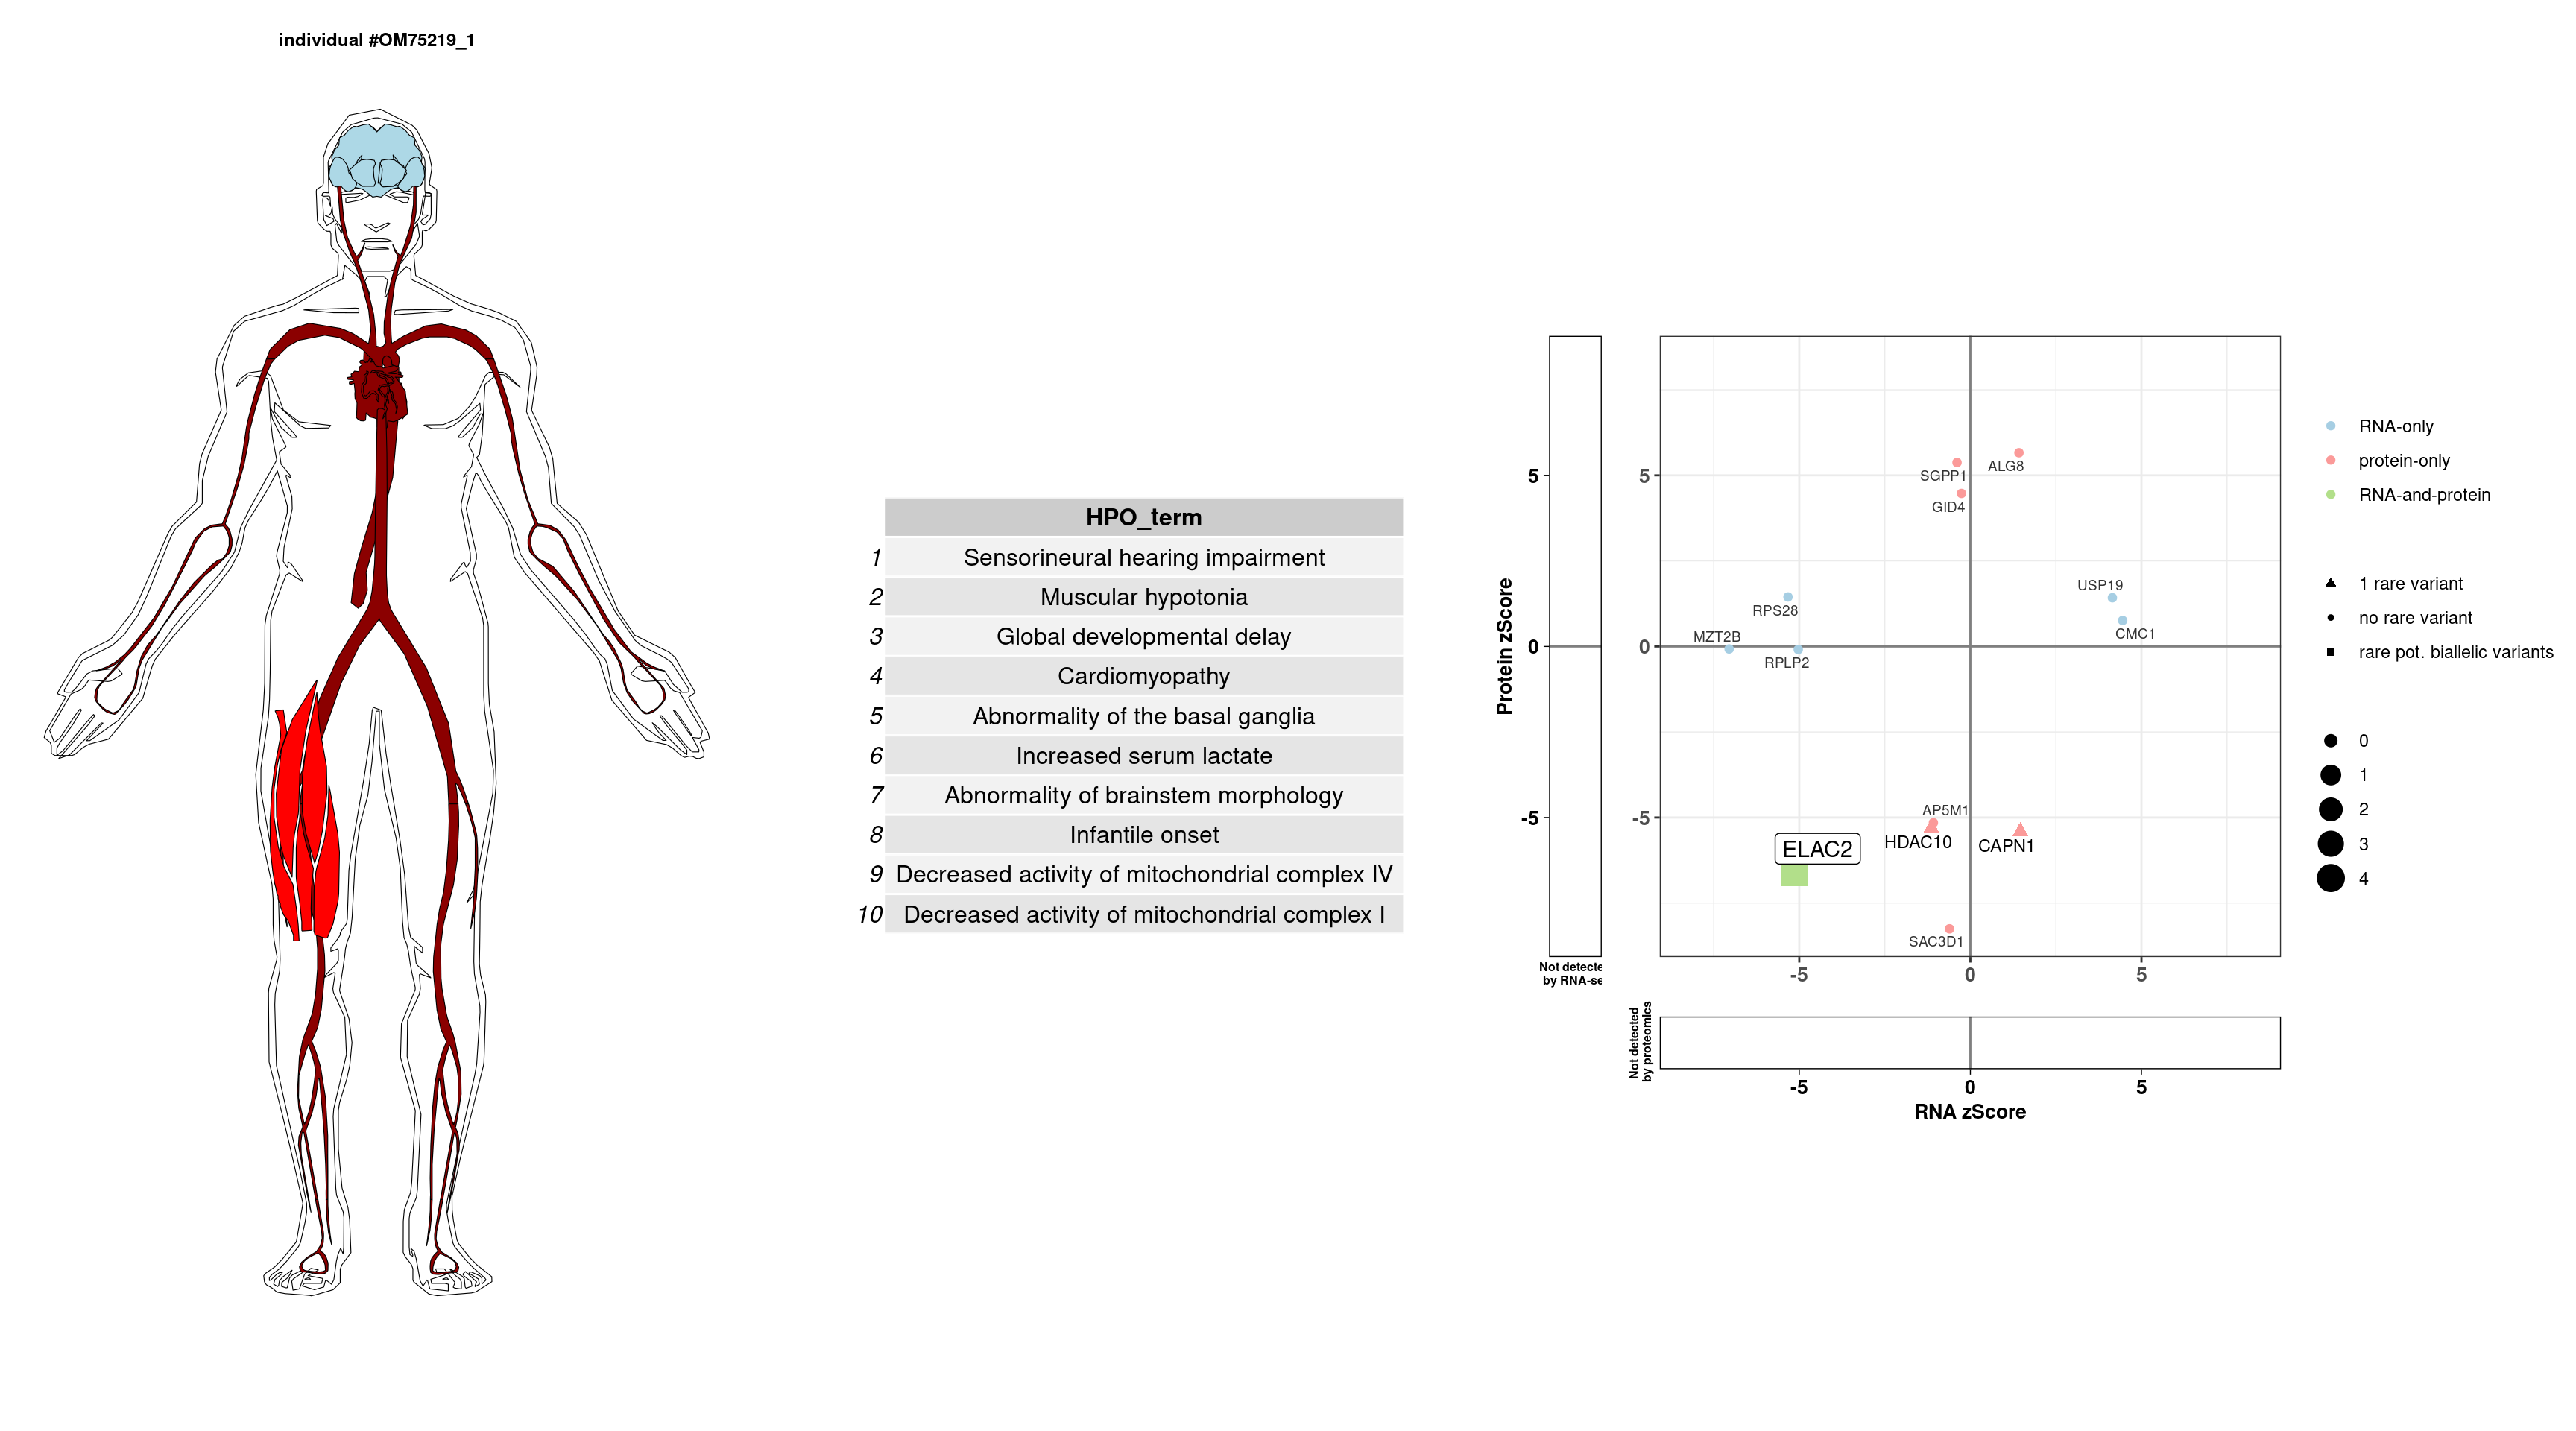 individual #OM75219_1
HPO_term
1 Sensorineural hearing impairment
2 Muscular hypotonia
3 Global developmental delay
4 Cardiomyopathy
5 Abnormality of the basal ganglia
6 Increased serum lactate
7 Abnormality of brainstem morphology
8 Infantile onset
9 Decreased activity of mitochondrial complex IV
10 Decreased activity of mitochondrial complex I
Protein zScore
5
0
-5
Not detecte
by RNA-se
5
0
-5
SGPP1
ALG8
GID4
USP19
RPS28
CMC1
MZT2B
RPLP2
AP5M1
HDAC10
CAPN1
ELAC2
SAC3D1
-5 0 5
Not detected
by proteomics
-5 0 5
RNA zScore
RNA-only
protein-only
RNA-and-protein
1 rare variant
no rare variant
rare pot. biallelic variants
0
1
2
3
4